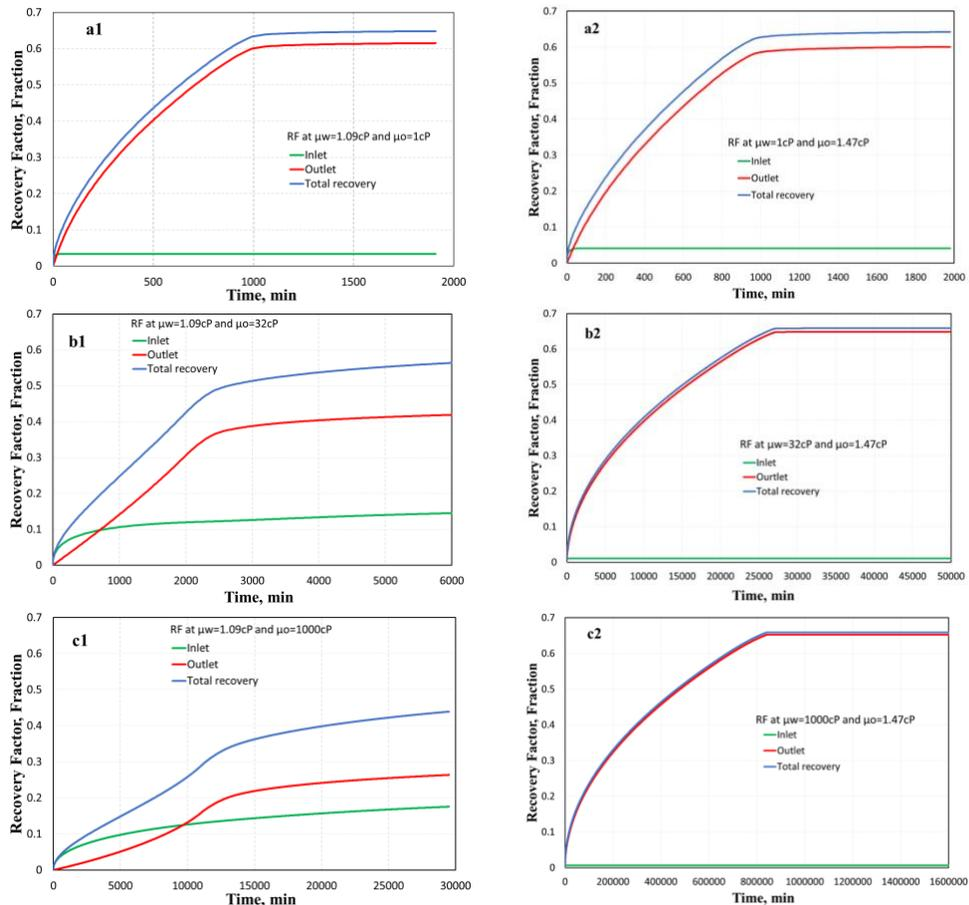 a1
Recovery Factor, Fraction
0.7
0.6
0.5
0.4
0.3
0.2
0.1
0
RF at μw=1.09cP and μo=1cP
Inlet
Outlet
Total recovery
0 500 1000 1500 2000
Time, min
a2
Recovery Factor, Fraction
0.7
0.6
0.5
0.4
0.3
0.2
0.1
0
RF at μw=1cP and μo=1.47cP
Inlet
Outlet
Total recovery
0 200 400 600 800 1000 1200 1400 1600 1800 2000
Time, min
b1
Recovery Factor, Fraction
0.7
0.6
0.5
0.4
0.3
0.2
0.1
0
RF at μw=1.09cP and μo=32cP
Inlet
Outlet
Total recovery
0 1000 2000 3000 4000 5000 6000
Time, min
b2
Recovery Factor, Fraction
0.7
0.6
0.5
0.4
0.3
0.2
0.1
0
RF at μw=32cP and μo=1.47cP
Inlet
Ourtlet
Total recovery
0 5000 10000 15000 20000 25000 30000 35000 40000 45000 50000
Time, min
c1
Recovery Factor, Fraction
0.7
0.6
0.5
0.4
0.3
0.2
0.1
0
RF at μw=1.09cP and μo=1000cP
Inlet
Outlet
Total recovery
0 5000 10000 15000 20000 25000 30000
Time, min
c2
Recovery Factor, Fraction
0.7
0.6
0.5
0.4
0.3
0.2
0.1
0
RF at μw=1000cP and μo=1.47cP
Inlet
Outlet
Total recovery
0 200000 400000 600000 800000 1000000 1200000 1400000 1600000
Time, min